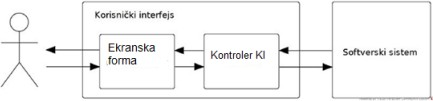 Korisnički interfejs
Ekranska
forma
Kontroler KI
Softverski sistem